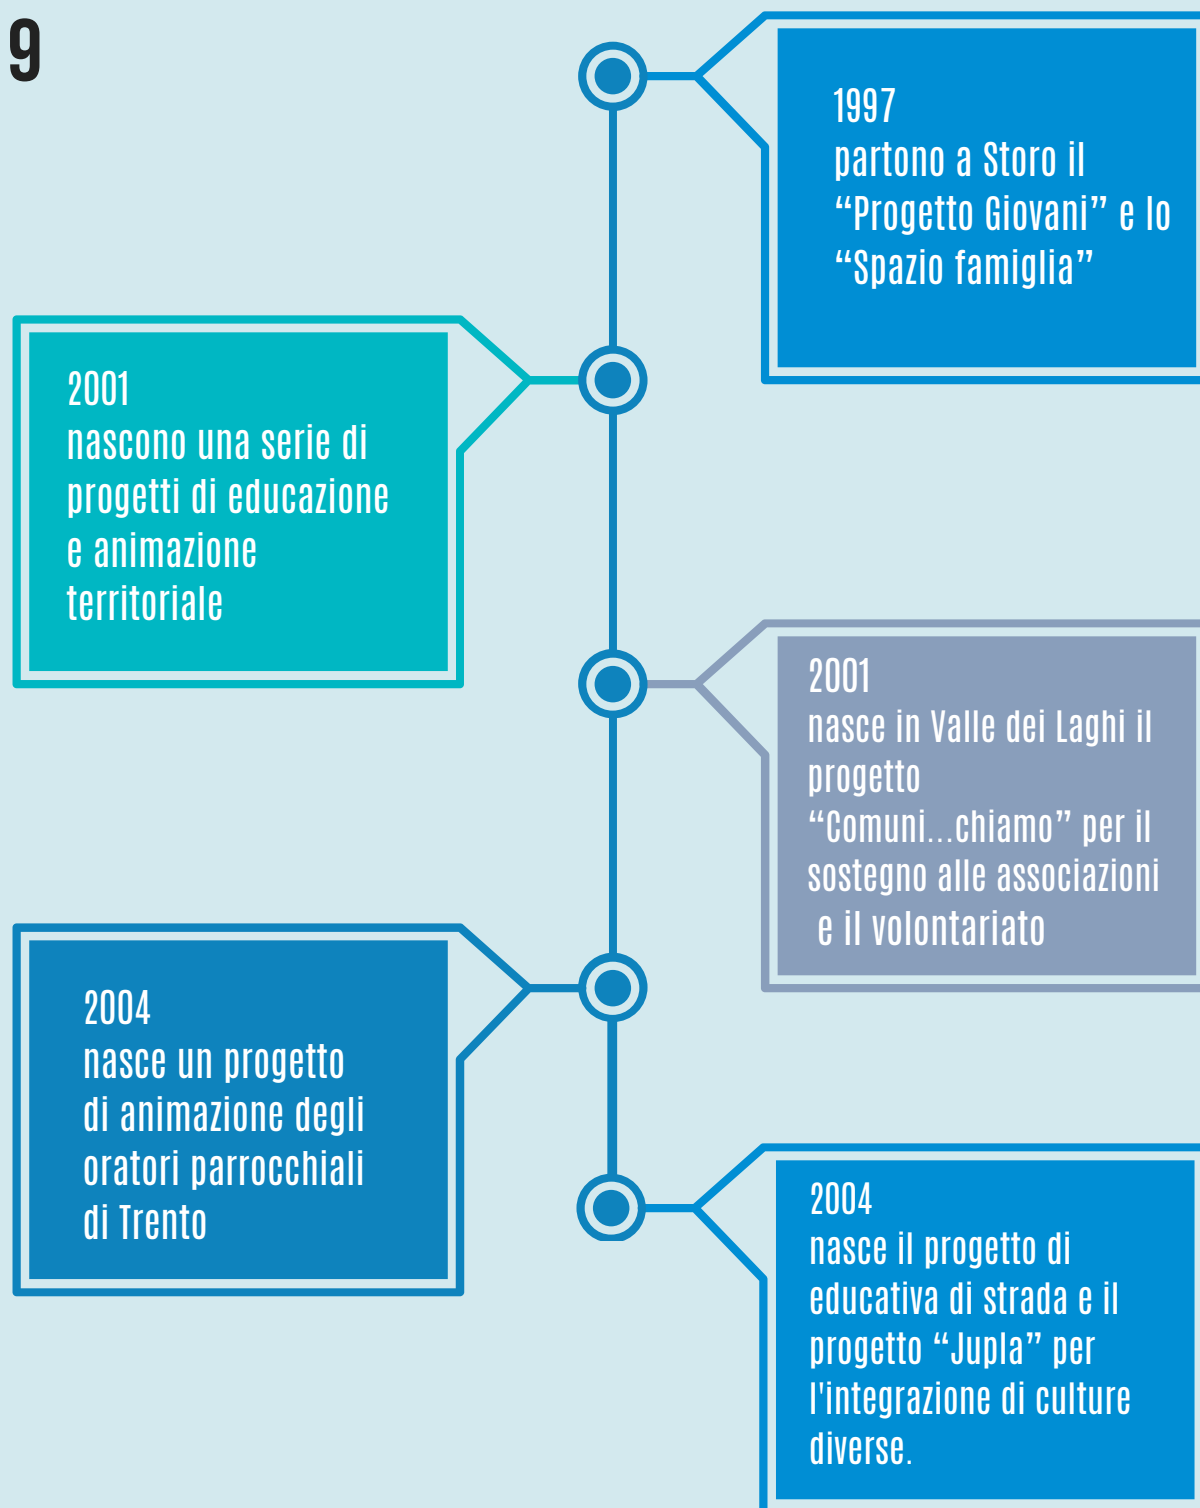 9
1997
partono a Storo il
“Progetto Giovani” e lo
“Spazio famiglia”
2001
nascono una serie di
progetti di educazione
e animazione
territoriale
2001
nasce in Valle dei Laghi il
progetto
“Comuni...chiamo” per il
sostegno alle associazioni
e il volontariato
2004
nasce un progetto
di animazione degli
oratori parrocchiali
di Trento
2004
nasce il progetto di
educativa di strada e il
progetto “Jupla” per
l'integrazione di culture
diverse.